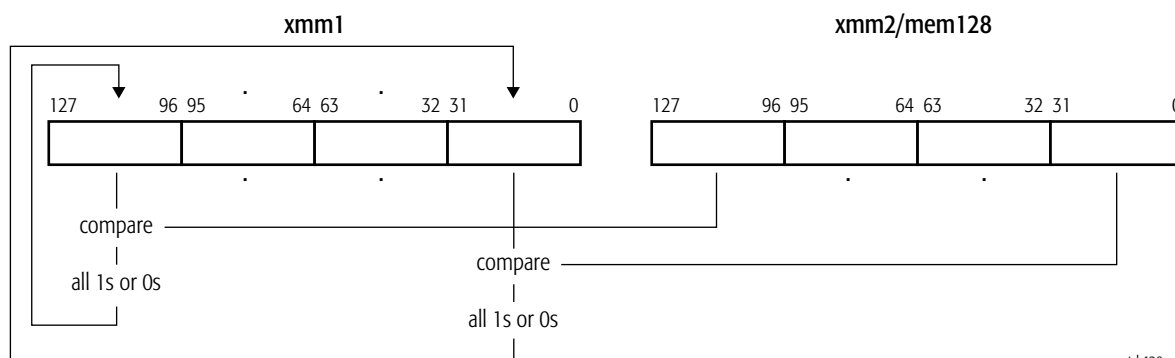 xmm1 xmm2/mem128
127 96 95 64 63 32 31 0 127 96 95 64 63 32 31 0
compare
compare
all 1s or 0s
all 1s or 0s